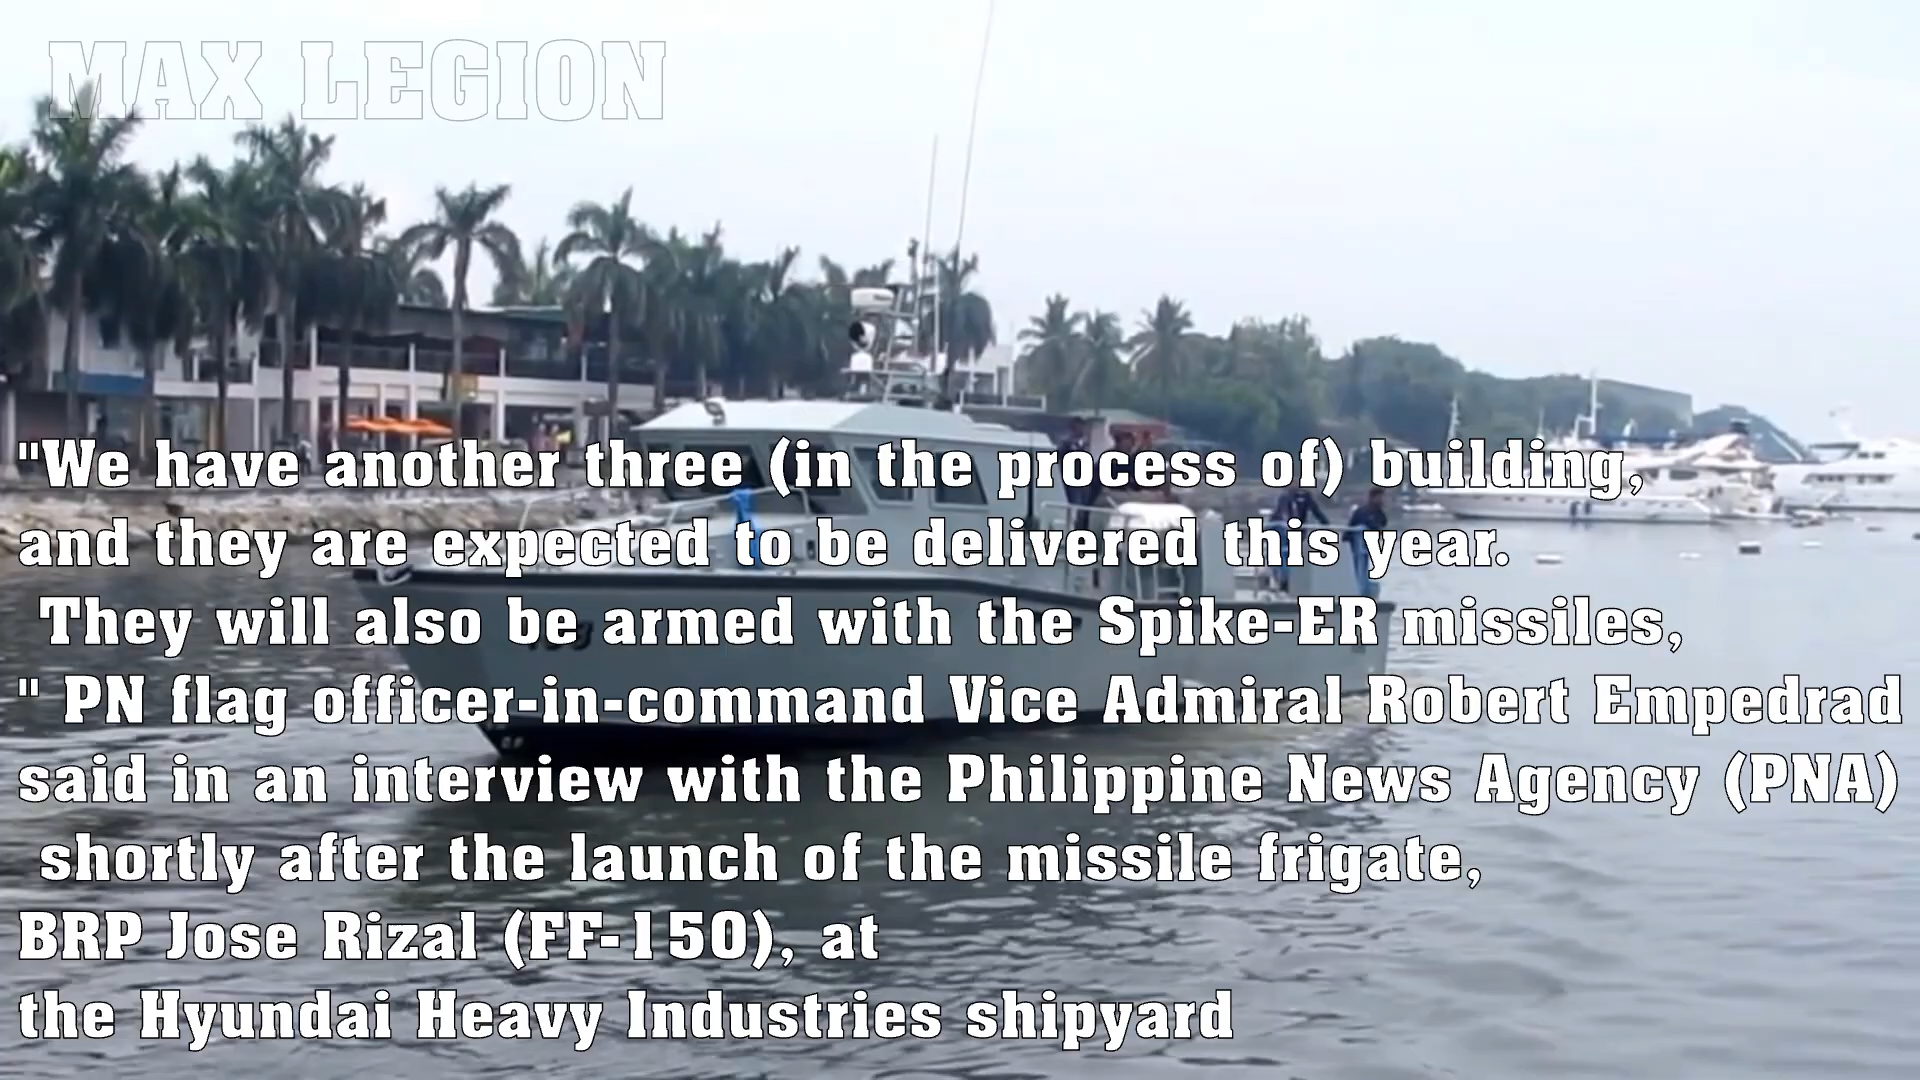 MAX LEGION
"We have another three (in the process of) building,
and they are expected to be delivered this year.
They will also be armed with the Spike-ER missiles,
" PN flag officer-in-command Vice Admiral Robert Empedrad
said in an interview with the Philippine News Agency (PNA)
shortly after the launch of the missile frigate,
BRP Jose Rizal (FF-150), at
the Hyundai Heavy Industries shipyard